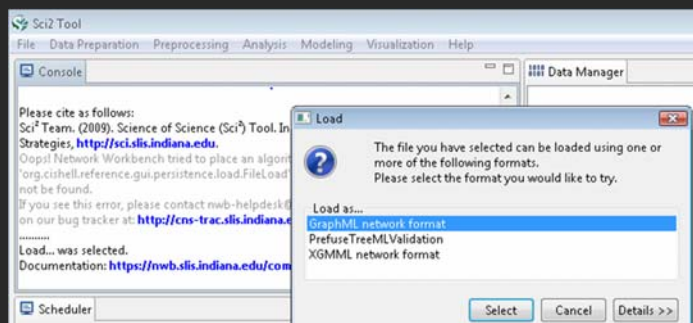 Sci2 Tool
File Data Preparation Preprocessing Analysis Modeling Visualization Help
Console
Data Manager
Please cite as follows:
Sci² Team. (2009). Science of Science (Sci²) Tool. In
Strategies, http://sci.slis.indiana.edu.
Oops! Network Workbench tried to place an algorit
'org.cishell.reference.gui.persistence.load.FileLoad'
not be found.
If you see this error, please contact nwb-helpdesk@
on our bug tracker at: http://cns-trac.slis.indiana.e
..........
Load... was selected.
Documentation: https://nwb.slis.indiana.edu/com
Scheduler
Load
The file you have selected can be loaded using one or
more of the following formats.
Please select the format you would like to try.
Load as...
GraphML network format
PrefuseTreeMLValidation
XGMML network format
Select Cancel Details >>